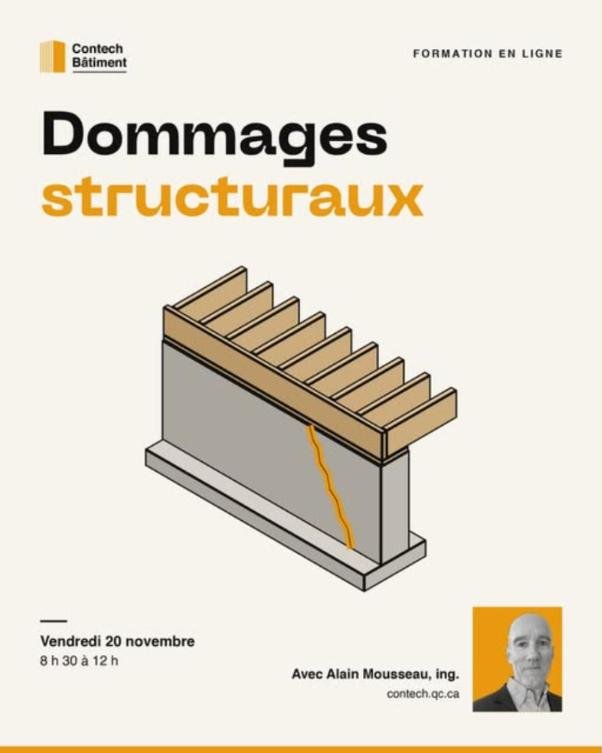 Contech
Bâtiment
FORMATION EN LIGNE
Dommages
structuraux
Vendredi 20 novembre
8 h 30 à 12 h
Avec Alain Mousseau, ing.
contech.qc.ca